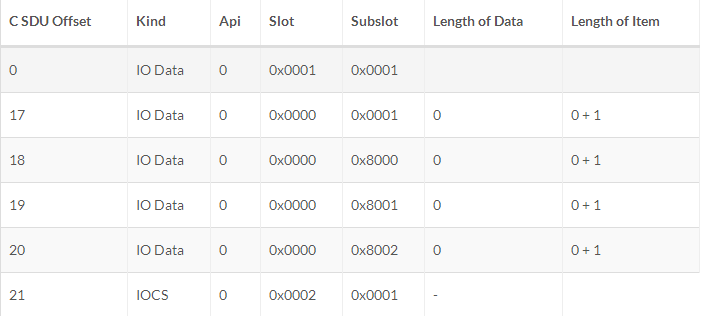 C SDU Offset Kind Api Slot Subslot Length of Data Length of Item
0 IO Data 0 0x0001 0x0001
17 IO Data 0 0x0000 0x0001 0 0 + 1
18 IO Data 0 0x0000 0x8000 0 0 + 1
19 IO Data 0 0x0000 0x8001 0 0 + 1
20 IO Data 0 0x0000 0x8002 0 0 + 1
21 IOCS 0 0x0002 0x0001 -